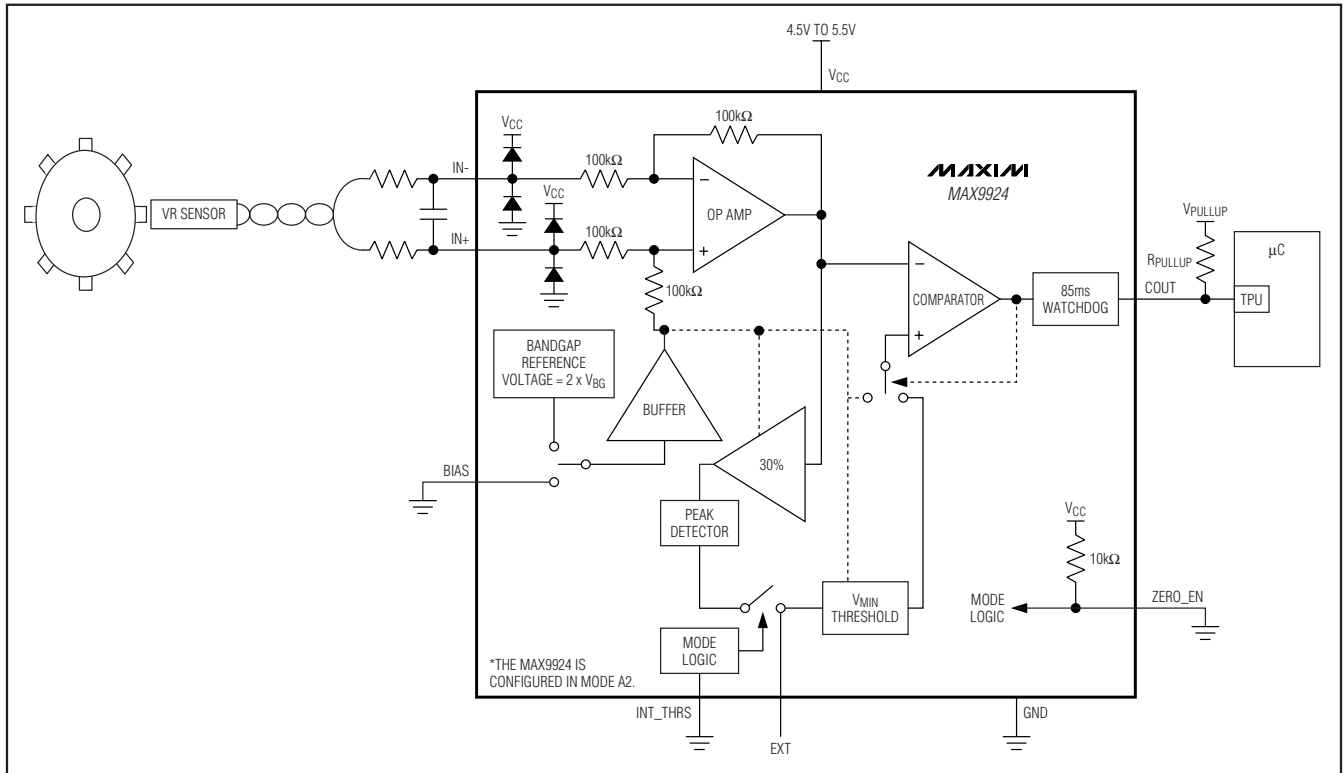 4.5V TO 5.5V
VCC
100kΩ
VCC
MAXIM
MAX9924
IN-
100kΩ
VCC
OP AMP
VPULLUP
µC
VR SENSOR
IN+
100kΩ
RPULLUP
100kΩ
COMPARATOR
85ms
WATCHDOG
COUT
TPU
BANDGAP
REFERENCE
VOLTAGE = 2 x VBG
BUFFER
30%
BIAS
PEAK
DETECTOR
VCC
10kΩ
VMIN
THRESHOLD
MODE
LOGIC
ZERO_EN
MODE
LOGIC
*THE MAX9924 IS
CONFIGURED IN MODE A2.
INT_THRS
EXT
GND